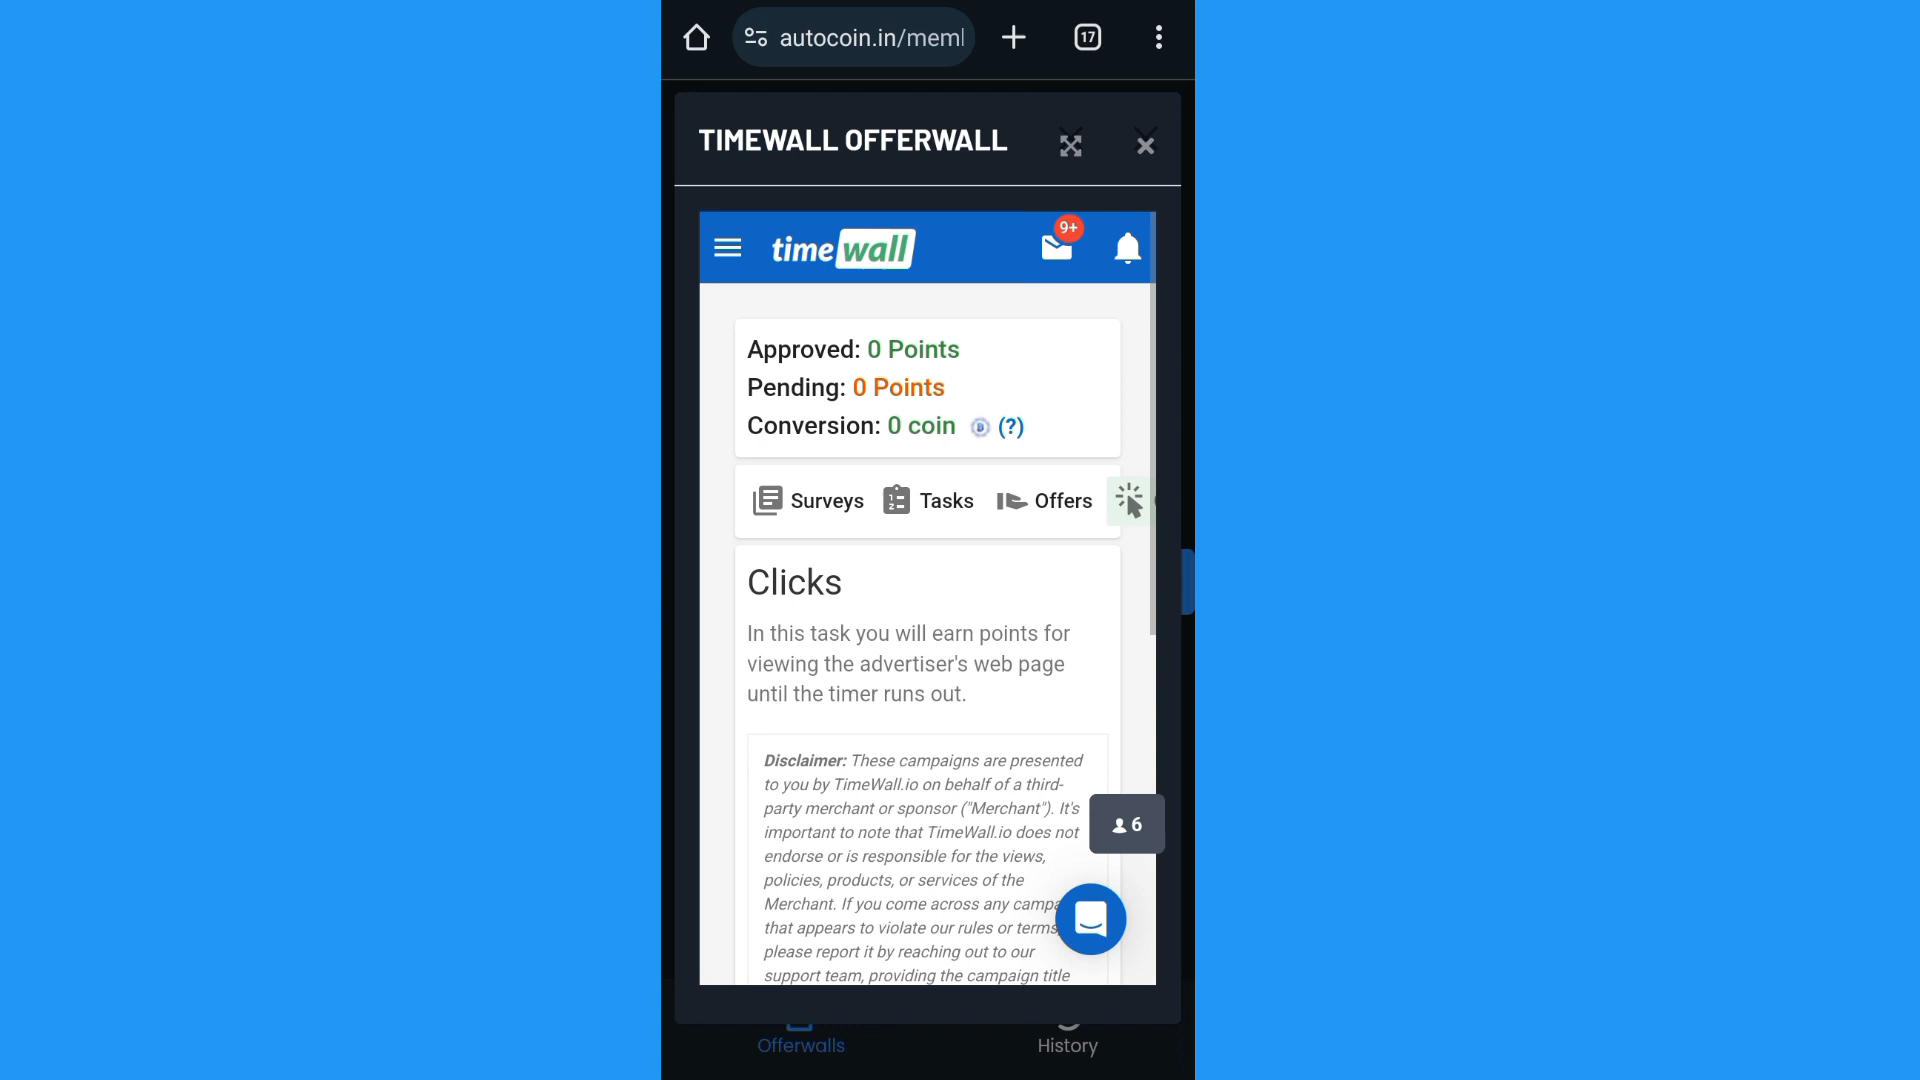 autocoin.in/mem
17
TIMEWALL OFFERWALL
timewall
9+
Approved: 0 Points
Pending: 0 Points
Conversion: 0 coin (?)
Surveys Tasks Offers
Clicks
In this task you will earn points for
viewing the advertiser's web page
until the timer runs out.
Disclaimer: These campaigns are presented
to you by TimeWall.io on behalf of a third-
party merchant or sponsor ("Merchant"). It's
important to note that TimeWall.io does not
endorse or is responsible for the views,
policies, products, or services of the
Merchant. If you come across any campa
that appears to violate our rules or terms,
please report it by reaching out to our
support team, providing the campaign title
6
Offerwalls History